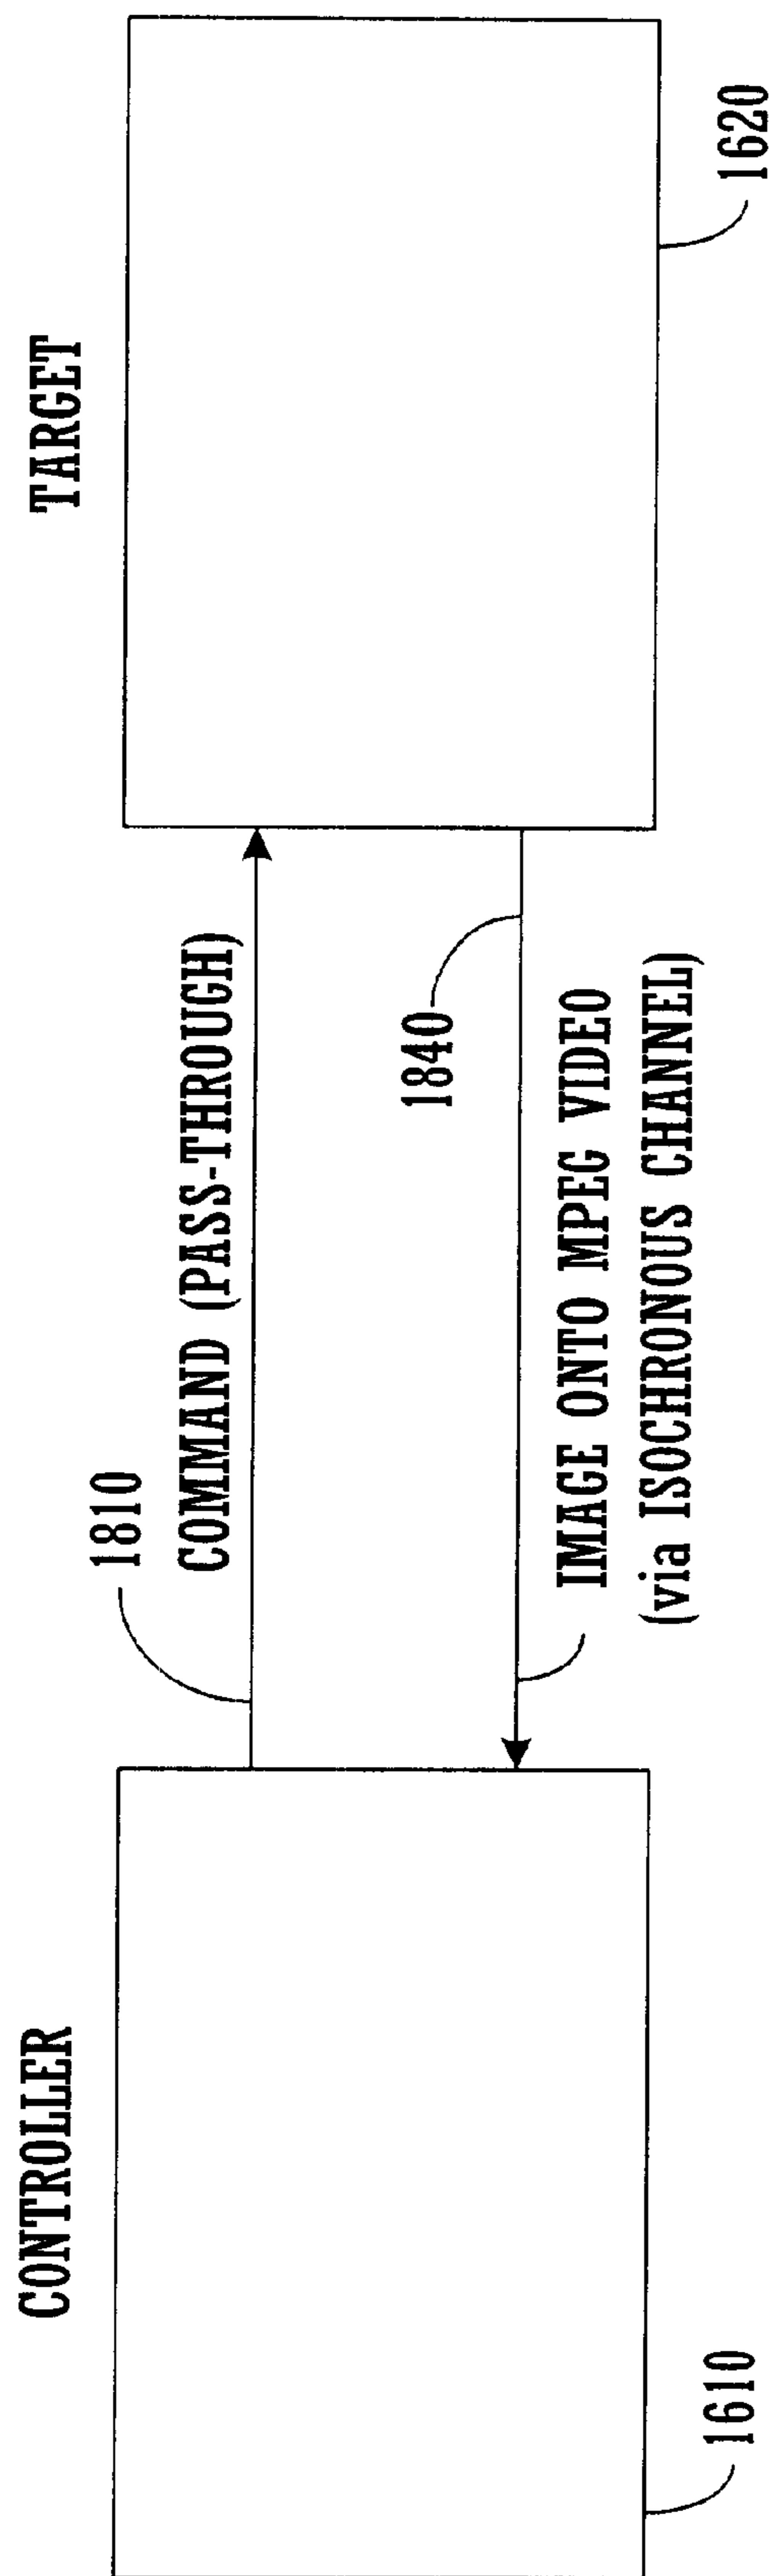 CONTROLLER
TARGET
1810
COMMAND (PASS-THROUGH)
1840
IMAGE ONTO MPEG VIDEO
(via ISOCHRONOUS CHANNEL)
1610
1620